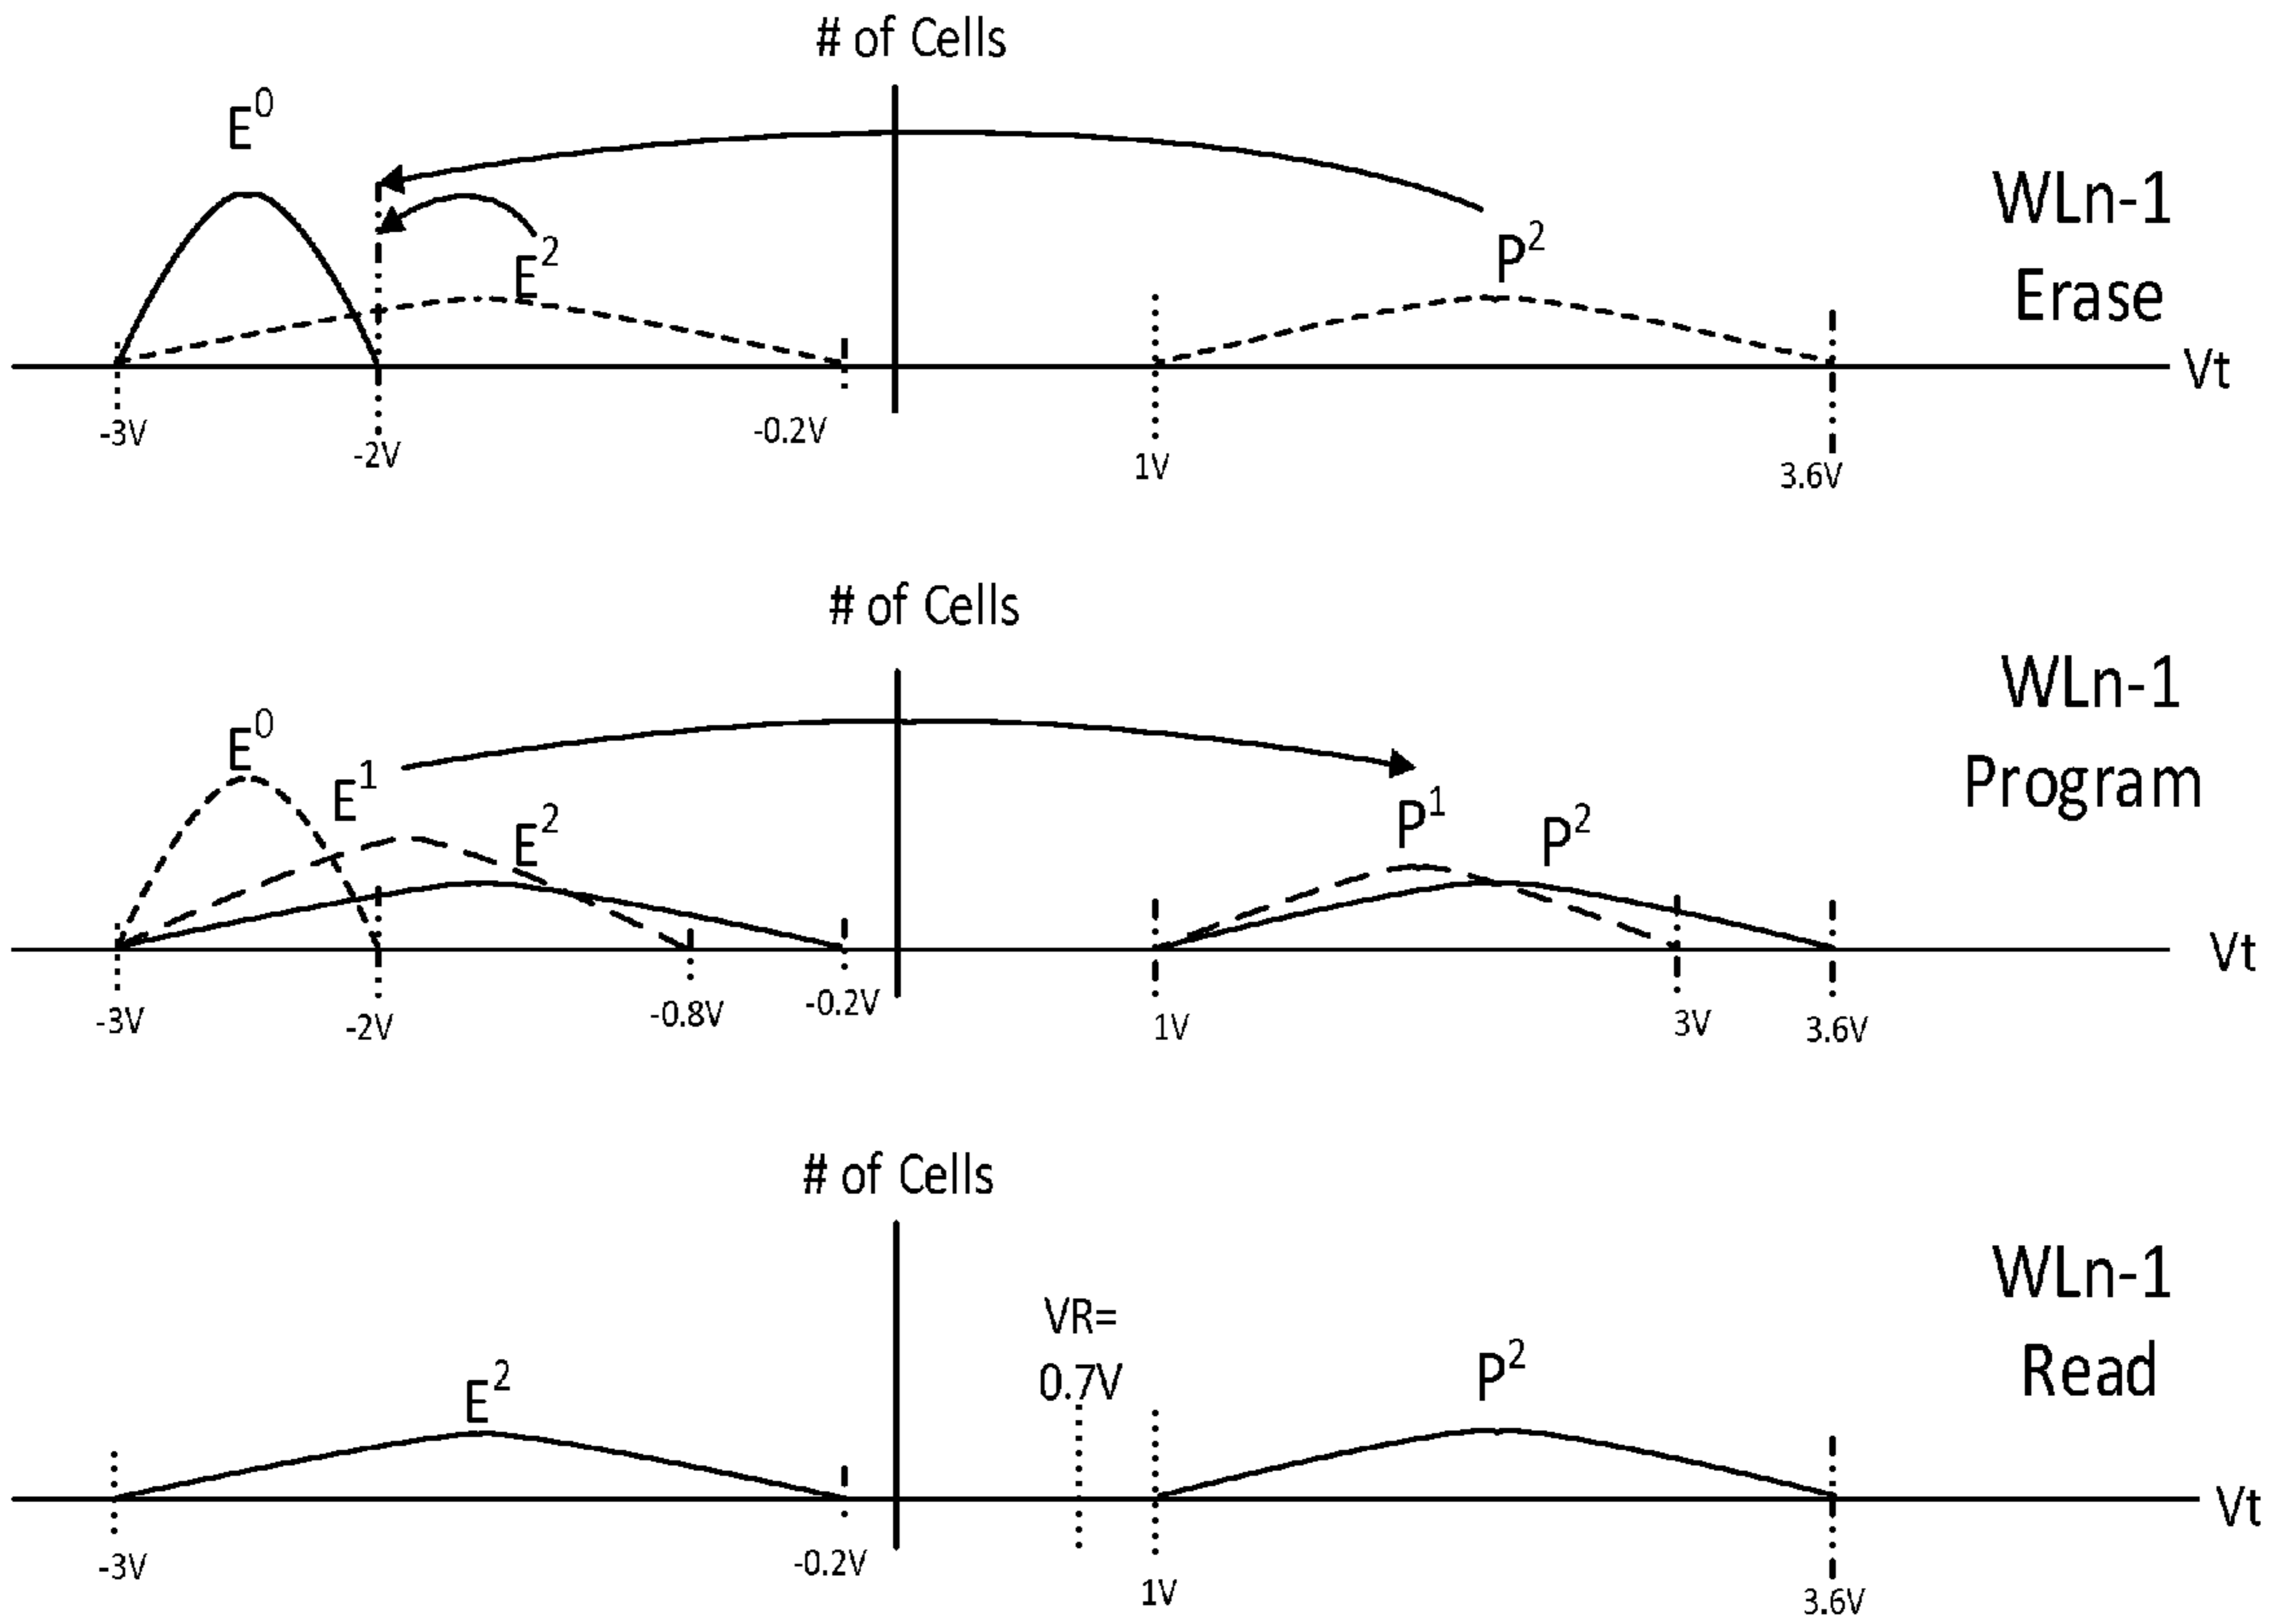 # of Cells
E⁰
E²
P²
WLn-1
Erase
Vt
-3V
-2V
-0.2V
1V
3.6V
# of Cells
E⁰
E¹
E²
P¹
P²
WLn-1
Program
Vt
-3V
-2V
-0.8V
-0.2V
1V
3V
3.6V
# of Cells
E²
VR=
0.7V
P²
WLn-1
Read
Vt
-3V
-0.2V
1V
3.6V